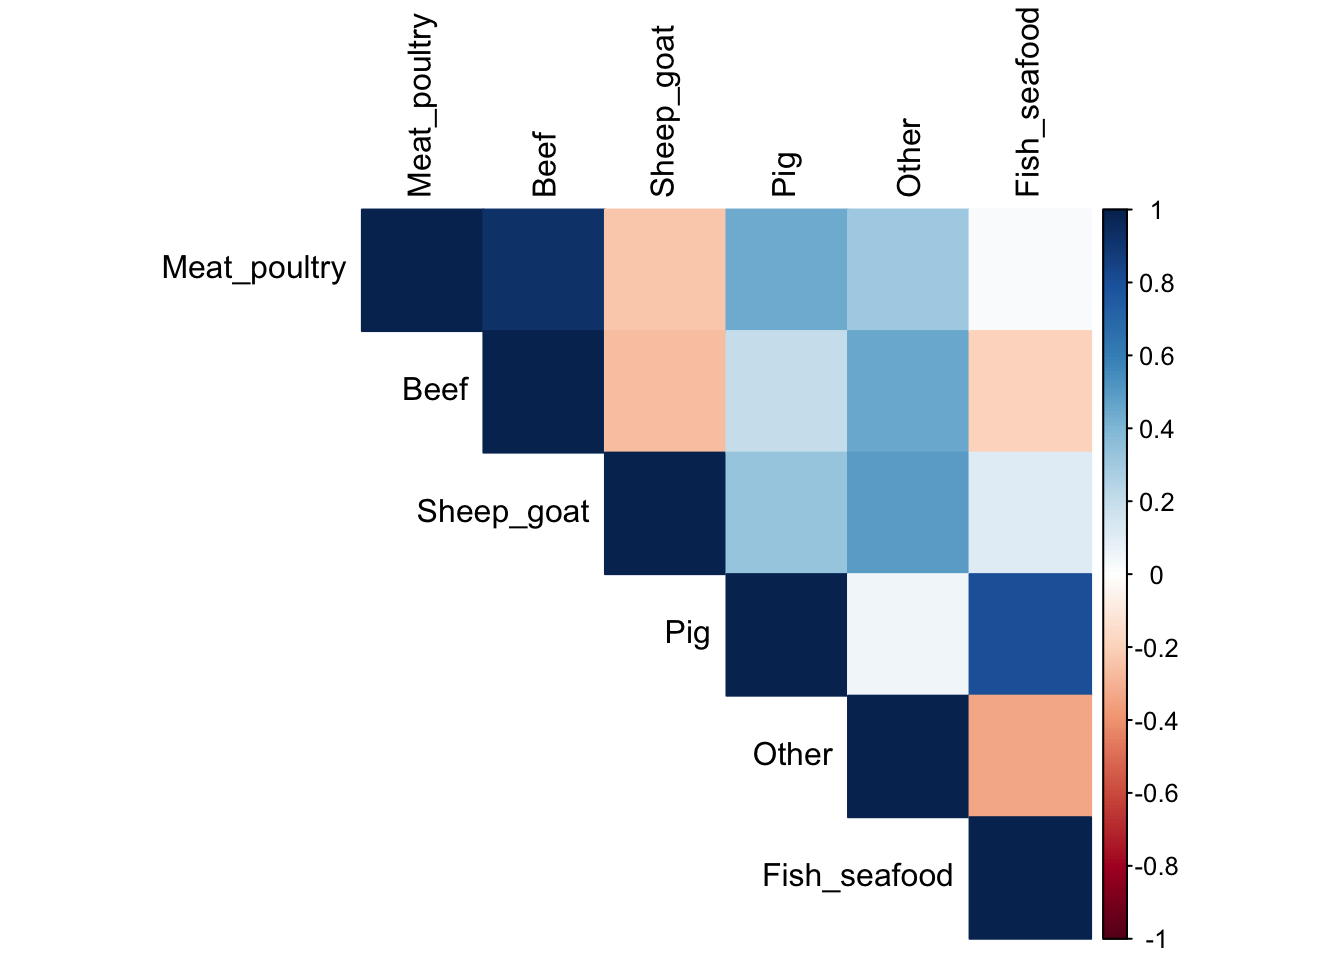 Meat_poultry
Beef
Sheep_goat
Pig
Other
Fish_seafood
Meat_poultry
Beef
Sheep_goat
Pig
Other
Fish_seafood
1
0.8
0.6
0.4
0.2
0
-0.2
-0.4
-0.6
-0.8
-1